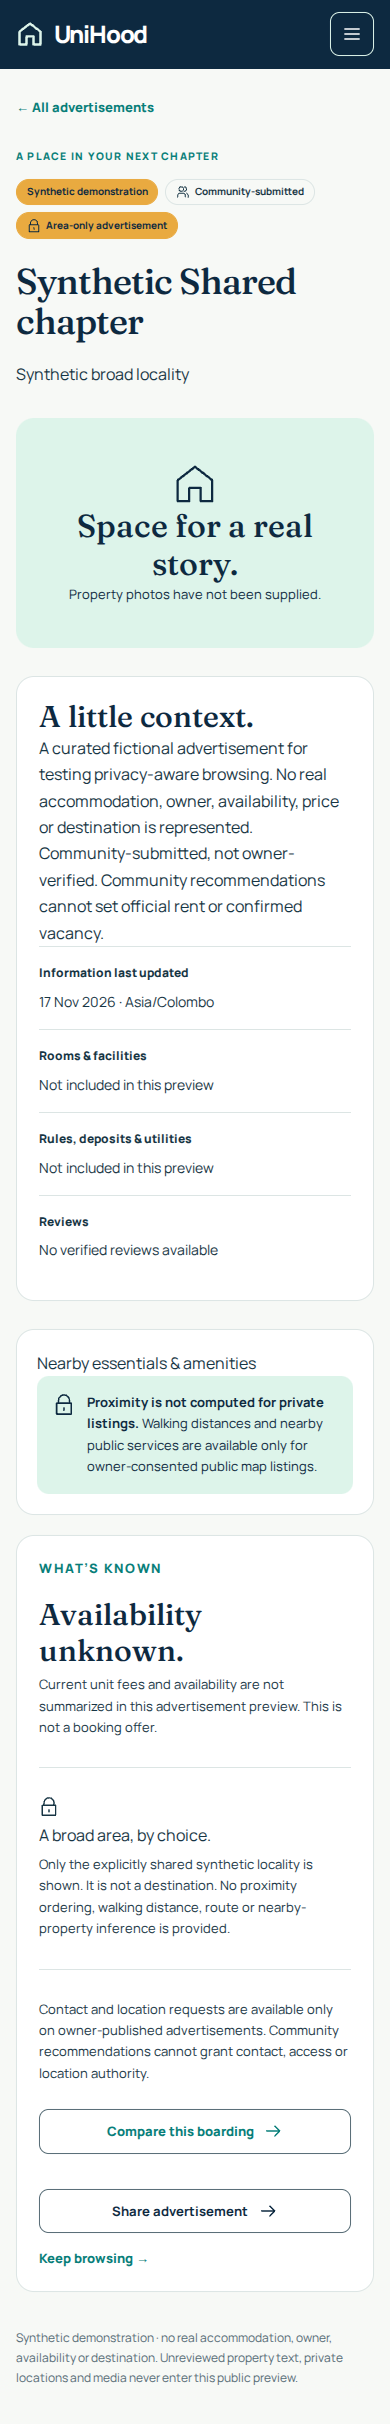 UniHood
← All advertisements
A PLACE IN YOUR NEXT CHAPTER
Synthetic demonstration
Community-submitted
Area-only advertisement
Synthetic Shared
chapter
Synthetic broad locality
Space for a real
story.
Property photos have not been supplied.
A little context.
A curated fictional advertisement for
testing privacy-aware browsing. No real
accommodation, owner, availability, price
or destination is represented.
Community-submitted, not owner-
verified. Community recommendations
cannot set official rent or confirmed
vacancy.
Information last updated
17 Nov 2026 · Asia/Colombo
Rooms & facilities
Not included in this preview
Rules, deposits & utilities
Not included in this preview
Reviews
No verified reviews available
Nearby essentials & amenities
Proximity is not computed for private
listings. Walking distances and nearby
public services are available only for
owner-consented public map listings.
WHAT'S KNOWN
Availability
unknown.
Current unit fees and availability are not
summarized in this advertisement preview. This is
not a booking offer.
A broad area, by choice.
Only the explicitly shared synthetic locality is
shown. It is not a destination. No proximity
ordering, walking distance, route or nearby-
property inference is provided.
Contact and location requests are available only
on owner-published advertisements. Community
recommendations cannot grant contact, access or
location authority.
Compare this boarding →
Share advertisement →
Keep browsing →
Synthetic demonstration · no real accommodation, owner,
availability or destination. Unreviewed property text, private
locations and media never enter this public preview.